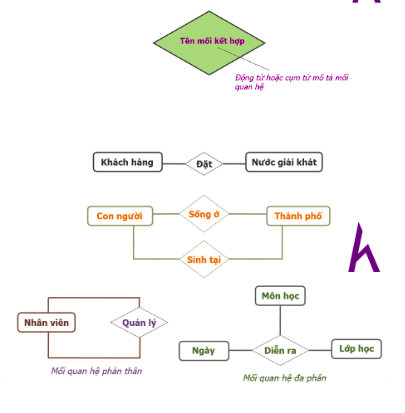 Tên mối kết hợp
Động từ hoặc cụm từ mô tả mối
quan hệ
Khách hàng
Đặt
Nước giải khát
Con người
Sống ở
Thành phố
Sinh tại
Nhân viên
Quản lý
Mối quan hệ phản thân
Môn học
Ngày
Diễn ra
Lớp học
Mối quan hệ đa phân